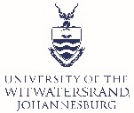 UNIVERSITY OF THE
WITWATERSRAND,
JOHANNESBURG